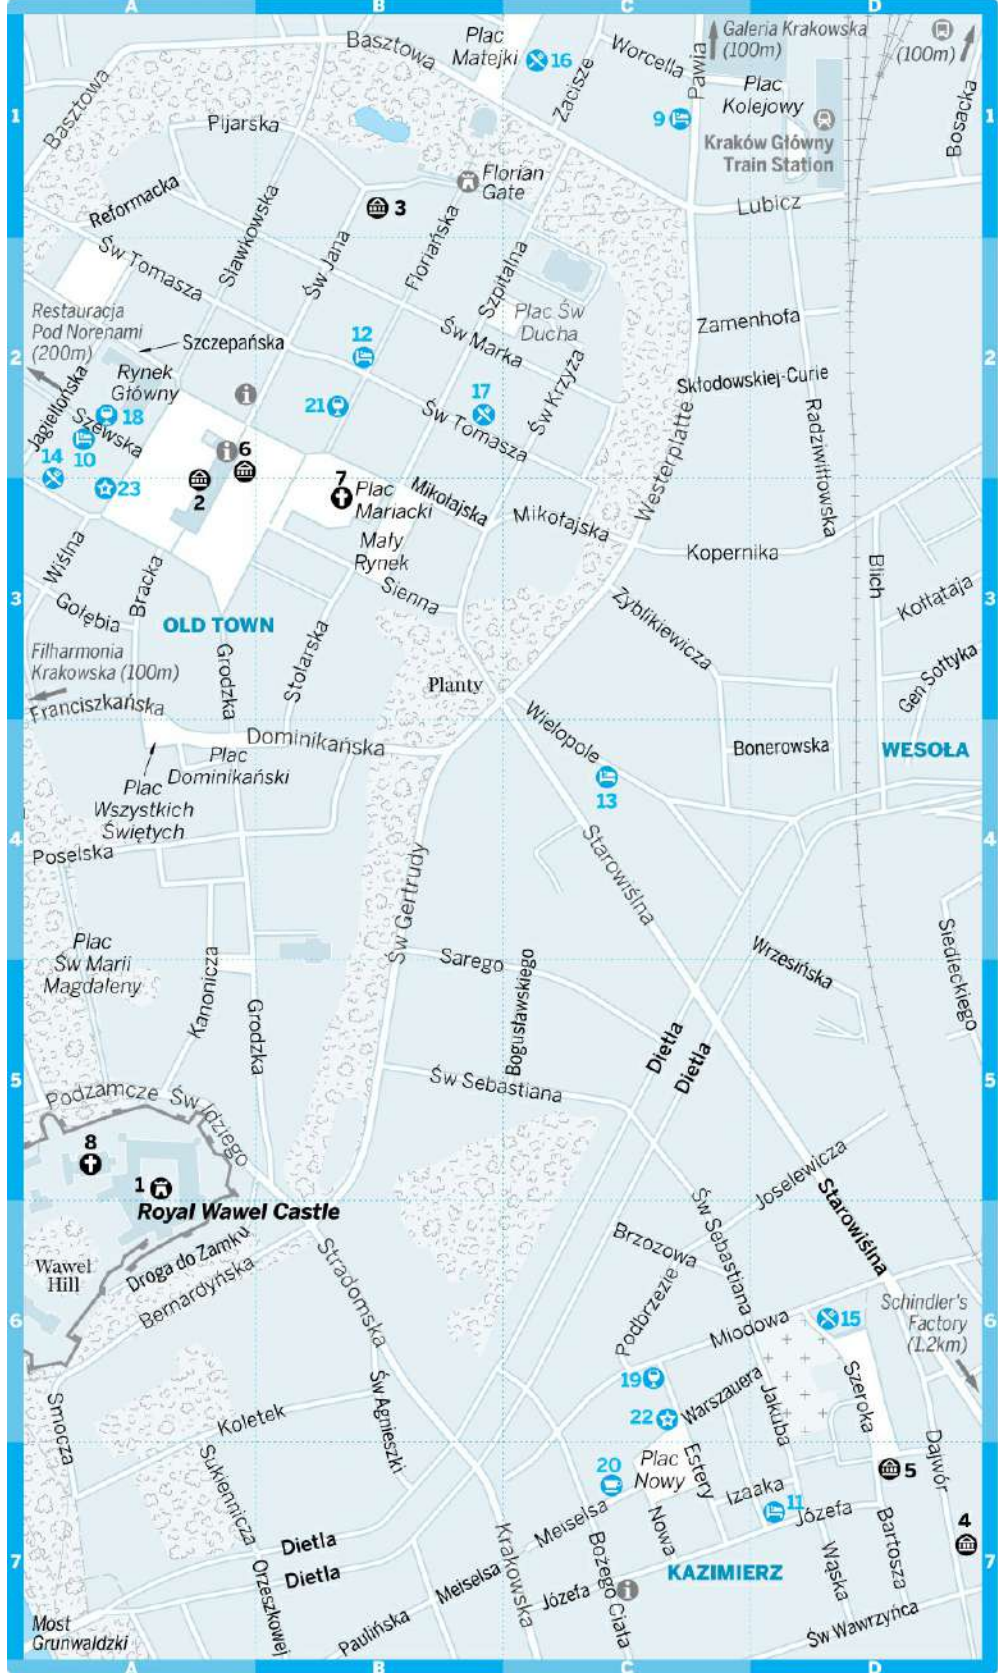 A
B
C
D
Plac
Matejki
16
Basztowa
Worcella
Pawia
Galeria Krakowska
(100m)
(100m)
Basztowa
Zacisze
Plac
Kolejowy
Bosacka
1
Pijarska
9
1
Kraków Główny
Train Station
Florian
Gate
Reformacka
3
Lubicz
Sławkowska
Św Jana
Floriańska
Szpitalna
Św Tomasza
Plac Św
Ducha
Restauracja
Pod Norenami
(200m)
Szczepańska
12
Św Marka
Zamenhofa
2
2
Rynek
Główny
17
Św Krzyża
Skłodowskiej-Curie
Jagiellońska
18
21
Św Tomasza
Westerplatte
Radziwiłłowska
Szewska
14
10
6
23
2
7
Plac
Mariacki
Mikołajska
Mikołajska
Kopernika
Mały
Rynek
Wiślna
Bracka
Sienna
Blich
3
3
Gołębia
OLD TOWN
Stolarska
Zyblikiewicza
Kołłątaja
Filharmonia
Krakowska (100m)
Grodzka
Planty
Gen Sołtyka
Franciszkańska
Wielopole
Dominikańska
Bonerowska
WESOŁA
Plac
Dominikański
Plac
Wszystkich
Świętych
13
4
4
Poselska
Starowiślna
Św Gertrudy
Plac
Św Marii
Magdaleny
Kanonicza
Sarego
Bogusławskiego
Wrzesińska
Siedleckiego
Grodzka
Dietla
Dietla
5
5
Podzamcze
Św Idziego
Św Sebastiana
8
1
Royal Wawel Castle
Joselewicza
Starowiślna
Św Sebastiana
Wawel
Hill
Droga do Zamku
Bernardyńska
Stradomska
Brzozowa
Podbrzezie
Schindler's
Factory
(1.2km)
6
6
Miodowa
15
Św Agnieszki
19
Warszauera
Jakuba
Szeroka
Smocza
Koletek
22
Dajwór
Sukiennicza
20
Plac
Nowy
Estery
5
Izaaka
11
Józefa
4
Meiselsa
Nowa
Bartosza
7
7
Dietla
Dietla
Krakowska
Bożego Ciała
KAZIMIERZ
Wąska
Orzeszkowej
Meiselsa
Józefa
Most
Grunwaldzki
Paulińska
Św Wawrzyńca
A
B
C
D